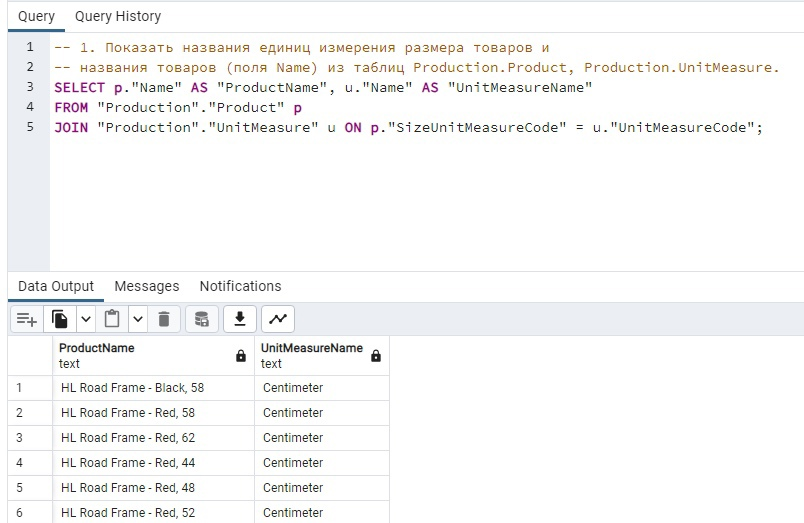 Query Query History
1 -- 1. Показать названия единиц измерения размера товаров и
2 -- названия товаров (поля Name) из таблиц Production.Product, Production.UnitMeasure.
3 SELECT p."Name" AS "ProductName", u."Name" AS "UnitMeasureName"
4 FROM "Production"."Product" p
5 JOIN "Production"."UnitMeasure" u ON p."SizeUnitMeasureCode" = u."UnitMeasureCode";
Data Output Messages Notifications
ProductName UnitMeasureName
text text
1 HL Road Frame - Black, 58 Centimeter
2 HL Road Frame - Red, 58 Centimeter
3 HL Road Frame - Red, 62 Centimeter
4 HL Road Frame - Red, 44 Centimeter
5 HL Road Frame - Red, 48 Centimeter
6 HL Road Frame - Red, 52 Centimeter